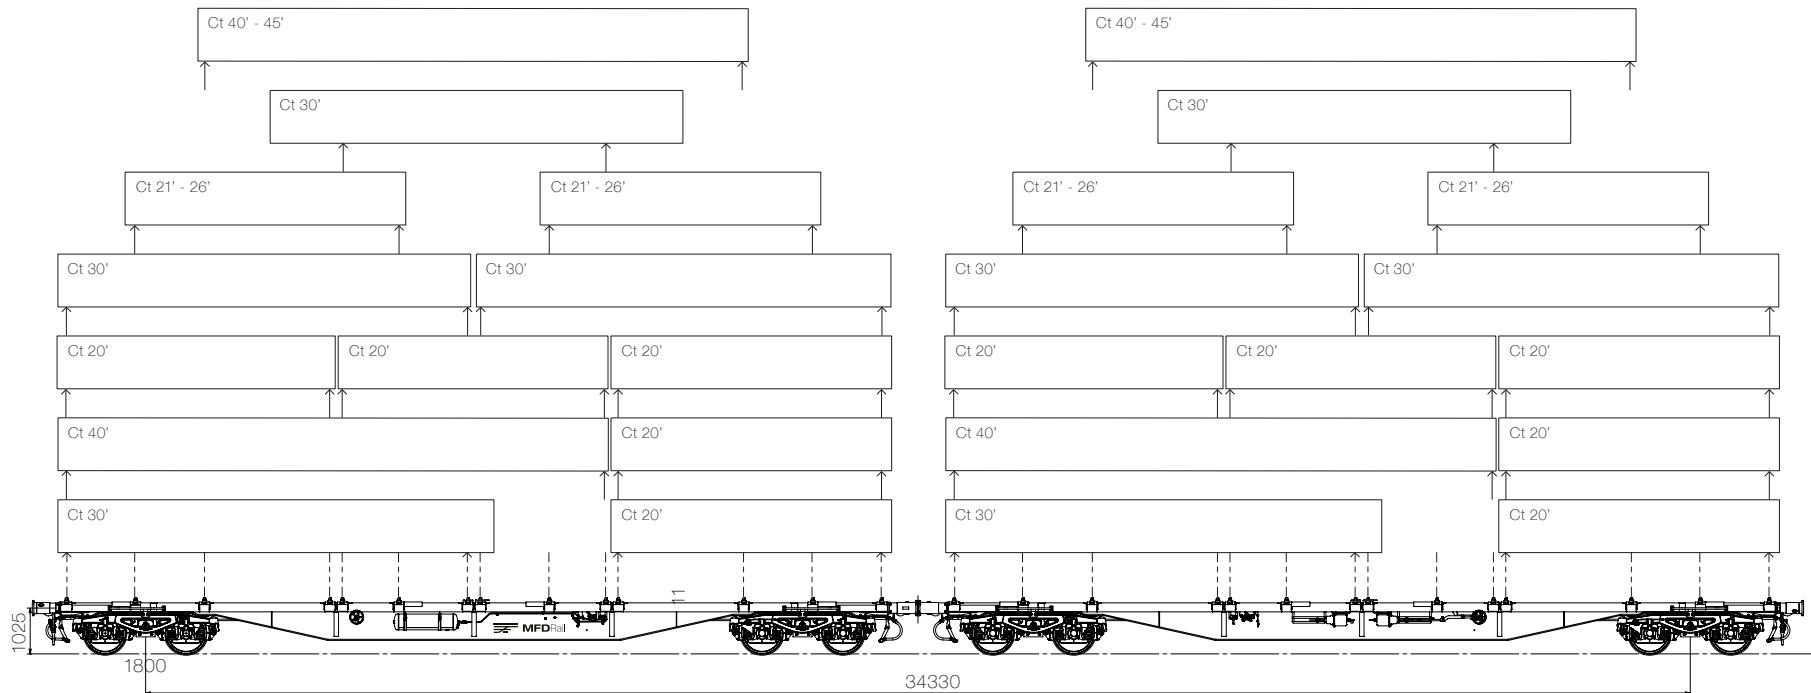 Ct 40' - 45' Ct 40' - 45'
Ct 30' Ct 30'
Ct 21' - 26' Ct 21' - 26' Ct 21' - 26' Ct 21' - 26'
Ct 30' Ct 30' Ct 30' Ct 30'
Ct 20' Ct 20' Ct 20' Ct 20' Ct 20' Ct 20'
Ct 40' Ct 20' Ct 40' Ct 20'
Ct 30' Ct 20' Ct 30' Ct 20'
11
1025
MFDRail
1800
34330